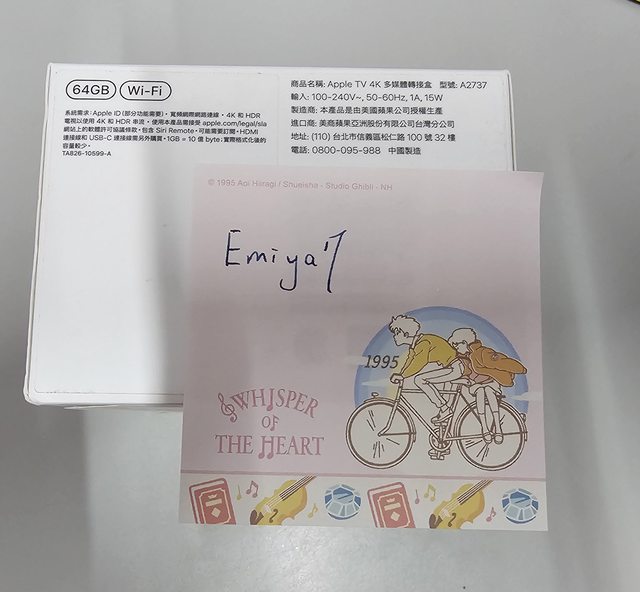 64GB Wi-Fi
系統需求:Apple ID (部分功能需要)，寬頻網際網路連線，4K 和 HDR
電視以使用 4K 和 HDR 串流。使用本產品需接受 apple.com/legal/sla
網站上的軟體許可協議條款。包含 Siri Remote。可能需要訂閱。HDMI
連接線和 USB-C 連接線需另外購買。1GB = 10 億 byte；實際格式化後的
容量較少。
TA826-10599-A
商品名稱: Apple TV 4K 多媒體轉接盒 型號: A2737
輸入: 100-240V~, 50-60Hz, 1A, 15W
製造商: 本產品是由美國蘋果公司授權生產
進口商: 美商蘋果亞洲股份有限公司台灣分公司
地址: (110) 台北市信義區松仁路 100 號 32 樓
電話: 0800-095-988 中國製造
© 1995 Aoi Hiiragi / Shueisha - Studio Ghibli - NH
Emiya17
1995
WHISPER
OF
THE HEART